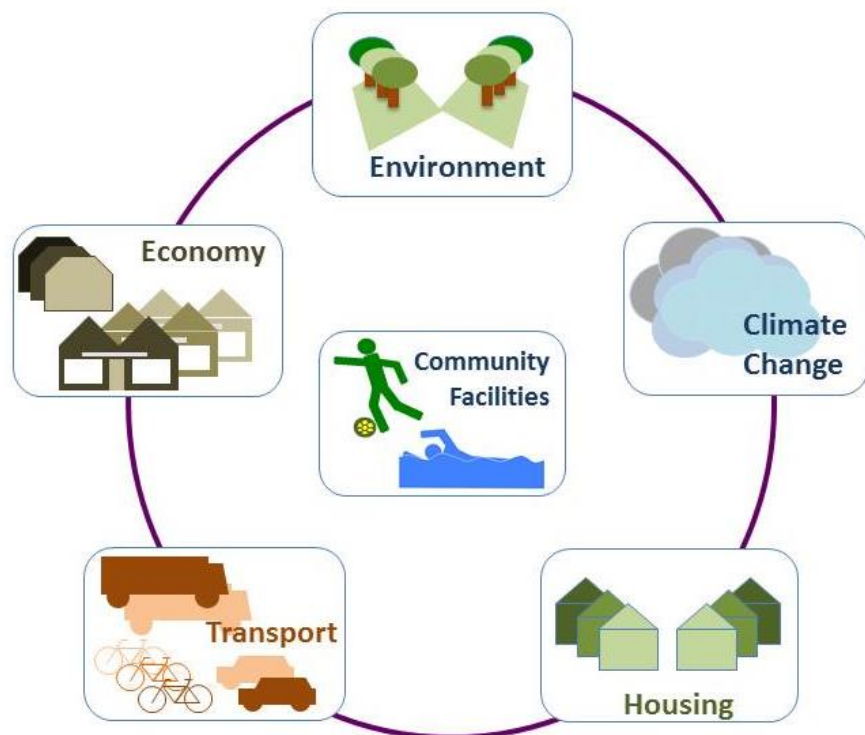 Environment
Economy
Climate
Change
Community
Facilities
Transport
Housing